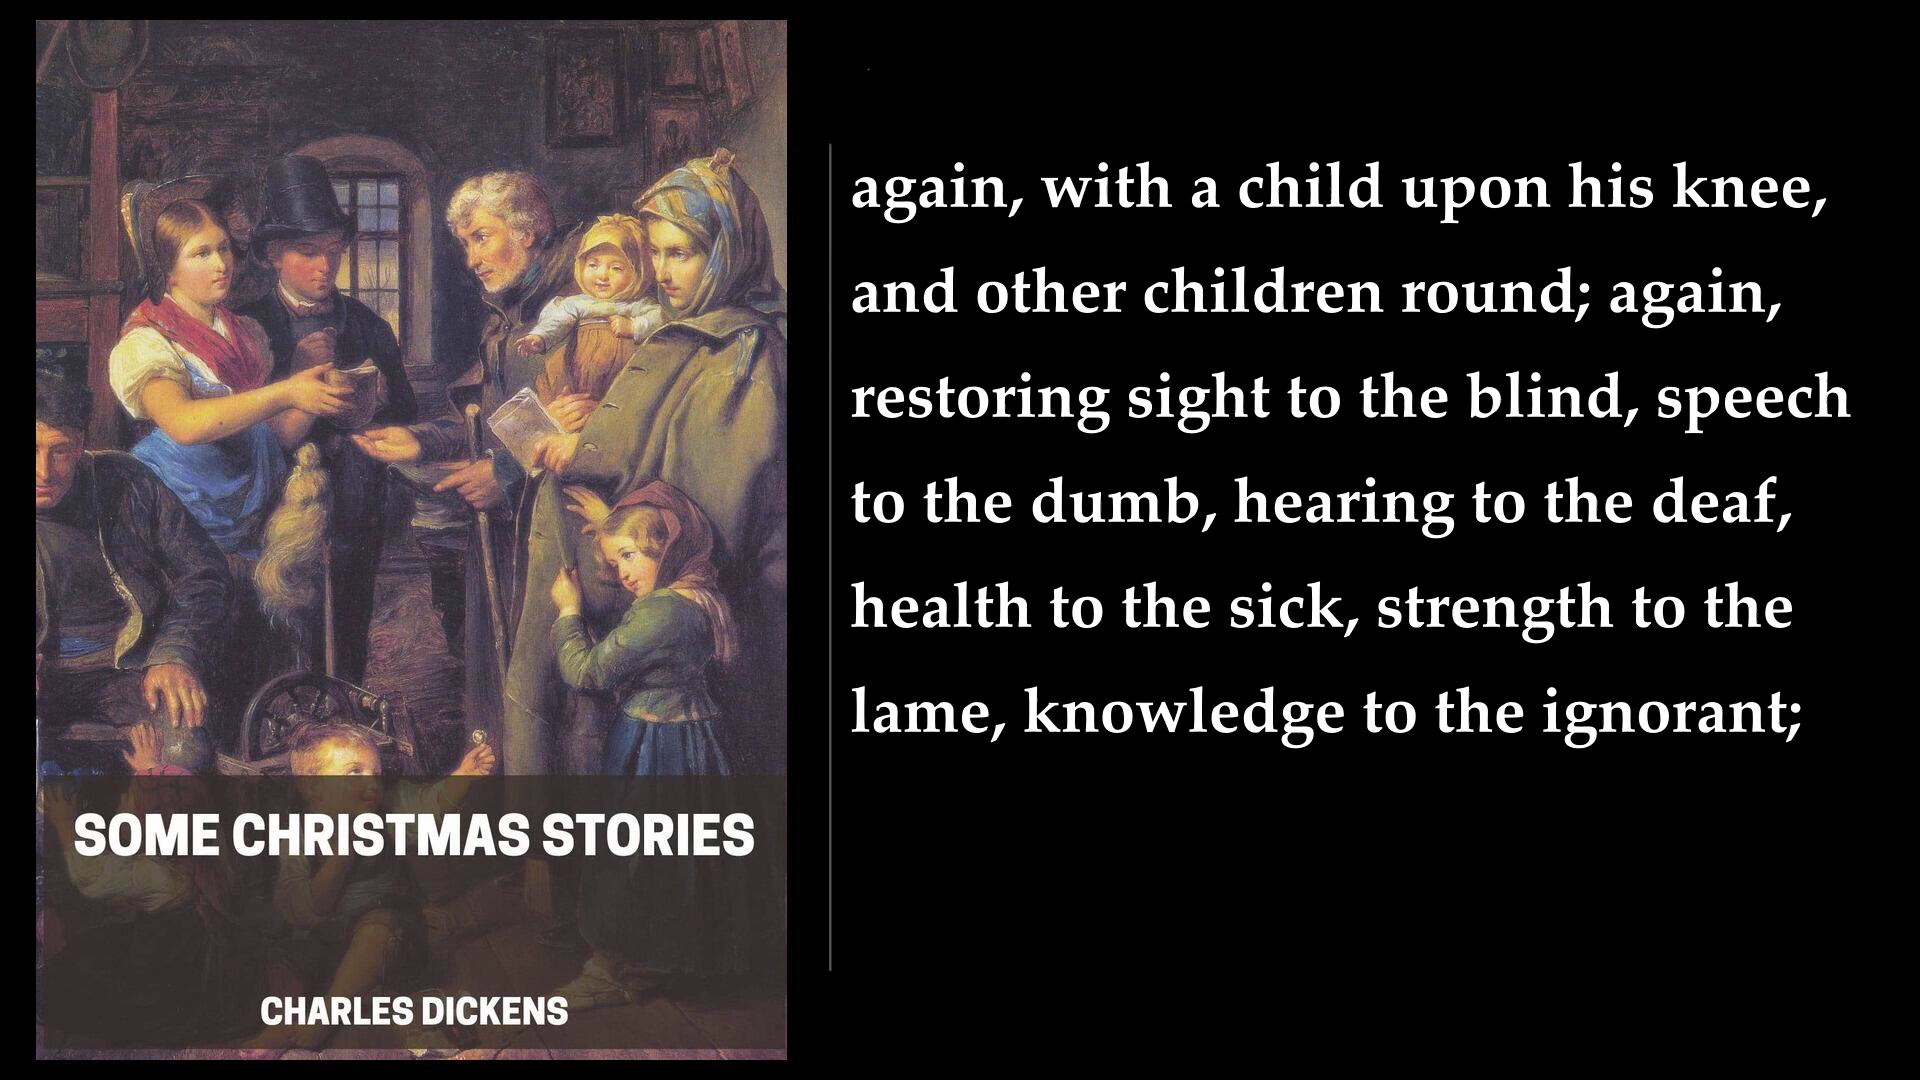 SOME CHRISTMAS STORIES
CHARLES DICKENS
again, with a child upon his knee,
and other children round; again,
restoring sight to the blind, speech
to the dumb, hearing to the deaf,
health to the sick, strength to the
lame, knowledge to the ignorant;